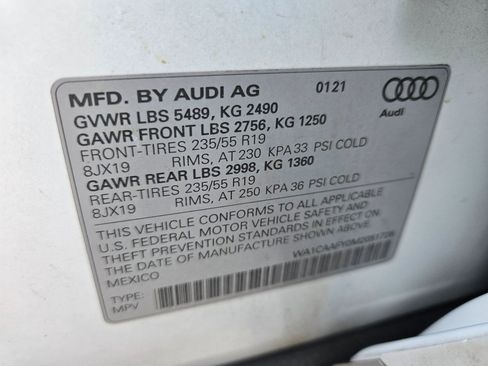 MFD. BY AUDI AG 0121
GVWR LBS 5489, KG 2490
GAWR FRONT LBS 2756, KG 1250
FRONT-TIRES 235/55 R19
8JX19 RIMS, AT 230 KPA 33 PSI COLD
GAWR REAR LBS 2998, KG 1360
REAR-TIRES 235/55 R19
8JX19 RIMS, AT 250 KPA 36 PSI COLD
THIS VEHICLE CONFORMS TO ALL APPLICABLE
U.S. FEDERAL MOTOR VEHICLE SAFETY AND
THEFT PREVENTION STANDARDS IN EFFECT ON
THE DATE OF MANUFACTURE SHOWN ABOVE.
MEXICO
TYPE:
MPV
Audi